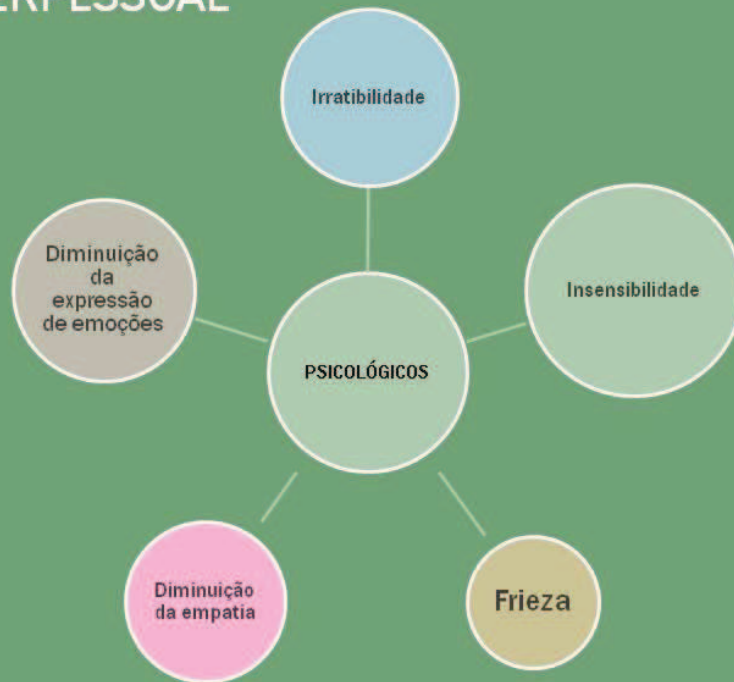 ERPESSOAL
Irratibilidade
Diminuição
da
expressão
de emoções
Insensibilidade
PSICOLÓGICOS
Diminuição
da empatia
Frieza